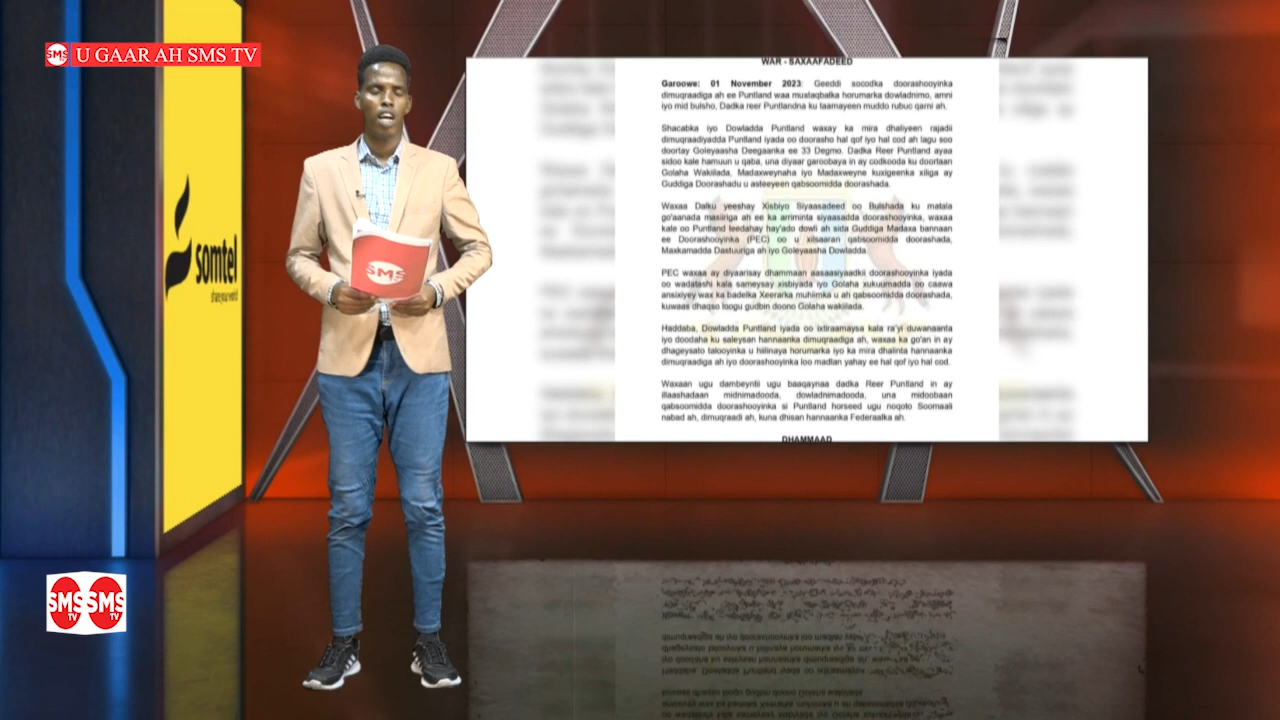 SMS U GAAR AH SMS TV
WAR - SAXAAFADEED
Garoowe: 01 November 2023: Geeddi socodka doorashooyinka
dimuqraadiga ah ee Puntland waa mustaqbalka horumarka dowladnimo, amni
iyo mid bulsho, Dadka reer Puntlandna ku taamayeen muddo rubuc qarni ah.
Shacabka iyo Dowladda Puntland waxay ka mira dhaliyeen rajadii
dimuqraadiyadda Puntland iyada oo doorasho hal qof iyo hal cod ah lagu soo
doortay Goleyaasha Deegaanka ee 33 Degmo. Dadka Reer Puntland ayaa
sidoo kale hamuun u qaba, una diyaar garoobaya in ay codkooda ku doortaan
Golaha Wakiilada, Madaxweynaha iyo Madaxweyne kuxigeenka xiliga ay
Guddiga Doorashadu u asteeyeen qabsoomidda doorashada.
Waxaa Dalku yeeshay Xisbiyo Siyaasadeed oo Bulshada ku matala
go'aanada masiiriga ah ee ka arriminta siyaasadda doorashooyinka, waxaa
kale oo Puntland leedahay hay'ado dowli ah sida Guddiga Madaxa bannaan
ee Doorashooyinka (PEC) oo u xilsaaran qabsoomidda doorashada,
Maxkamadda Dastuuriga ah iyo Goleyaasha Dowladda.
PEC waxaa ay diyaarisay dhammaan aasaasiyaadkii doorashooyinka iyada
oo wadatashi kala sameysay xisbiyada iyo Golaha xukuumadda oo caawa
ansixiyey wax ka badelka Xeerarka muhiimka u ah qabsoomidda doorashada,
kuwaas dhaqso loogu gudbin doono Golaha wakiilada.
Haddaba, Dowladda Puntland iyada oo ixtiraamaysa kala ra'yi duwanaanta
iyo doodaha ku saleysan hannaanka dimuqraadiga ah, waxaa ka go'an in ay
dhageysato talooyinka u hiilinaya horumarka iyo ka mira dhalinta hannaanka
dimuqraadiga ah iyo doorashooyinka loo madlan yahay ee hal qof iyo hal cod.
Waxaan ugu dambeyntii ugu baaqaynaa dadka Reer Puntland in ay
illaashadaan midnimadooda, dowladnimadooda, una midoobaan
qabsoomidda doorashooyinka si Puntland horseed ugu noqoto Soomaali
nabad ah, dimuqraadi ah, kuna dhisan hannaanka Federaalka ah.
DHAMMAAD
somtel
share your world
SMS
SMS SMS
TV TV